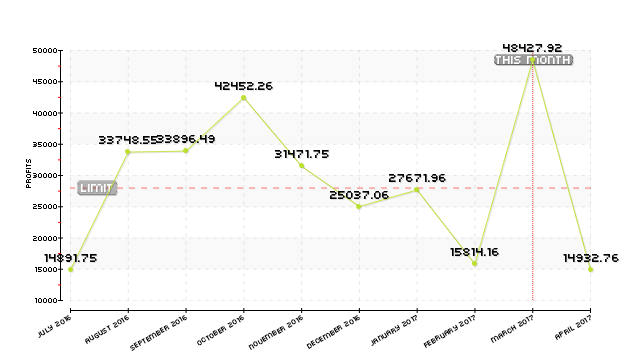 48427.92
50000
THIS MONTH
45000
42452.26
40000
33748.55
33896.49
35000
31471.75
30000
27671.96
LIMIT
25037.06
25000
20000
15814.16
14891.75
14932.76
15000
10000
PROFITS
JULY 2016
AUGUST 2016
SEPTEMBER 2016
OCTOBER 2016
NOVEMBER 2016
DECEMBER 2016
JANUARY 2017
FEBRUARY 2017
MARCH 2017
APRIL 2017